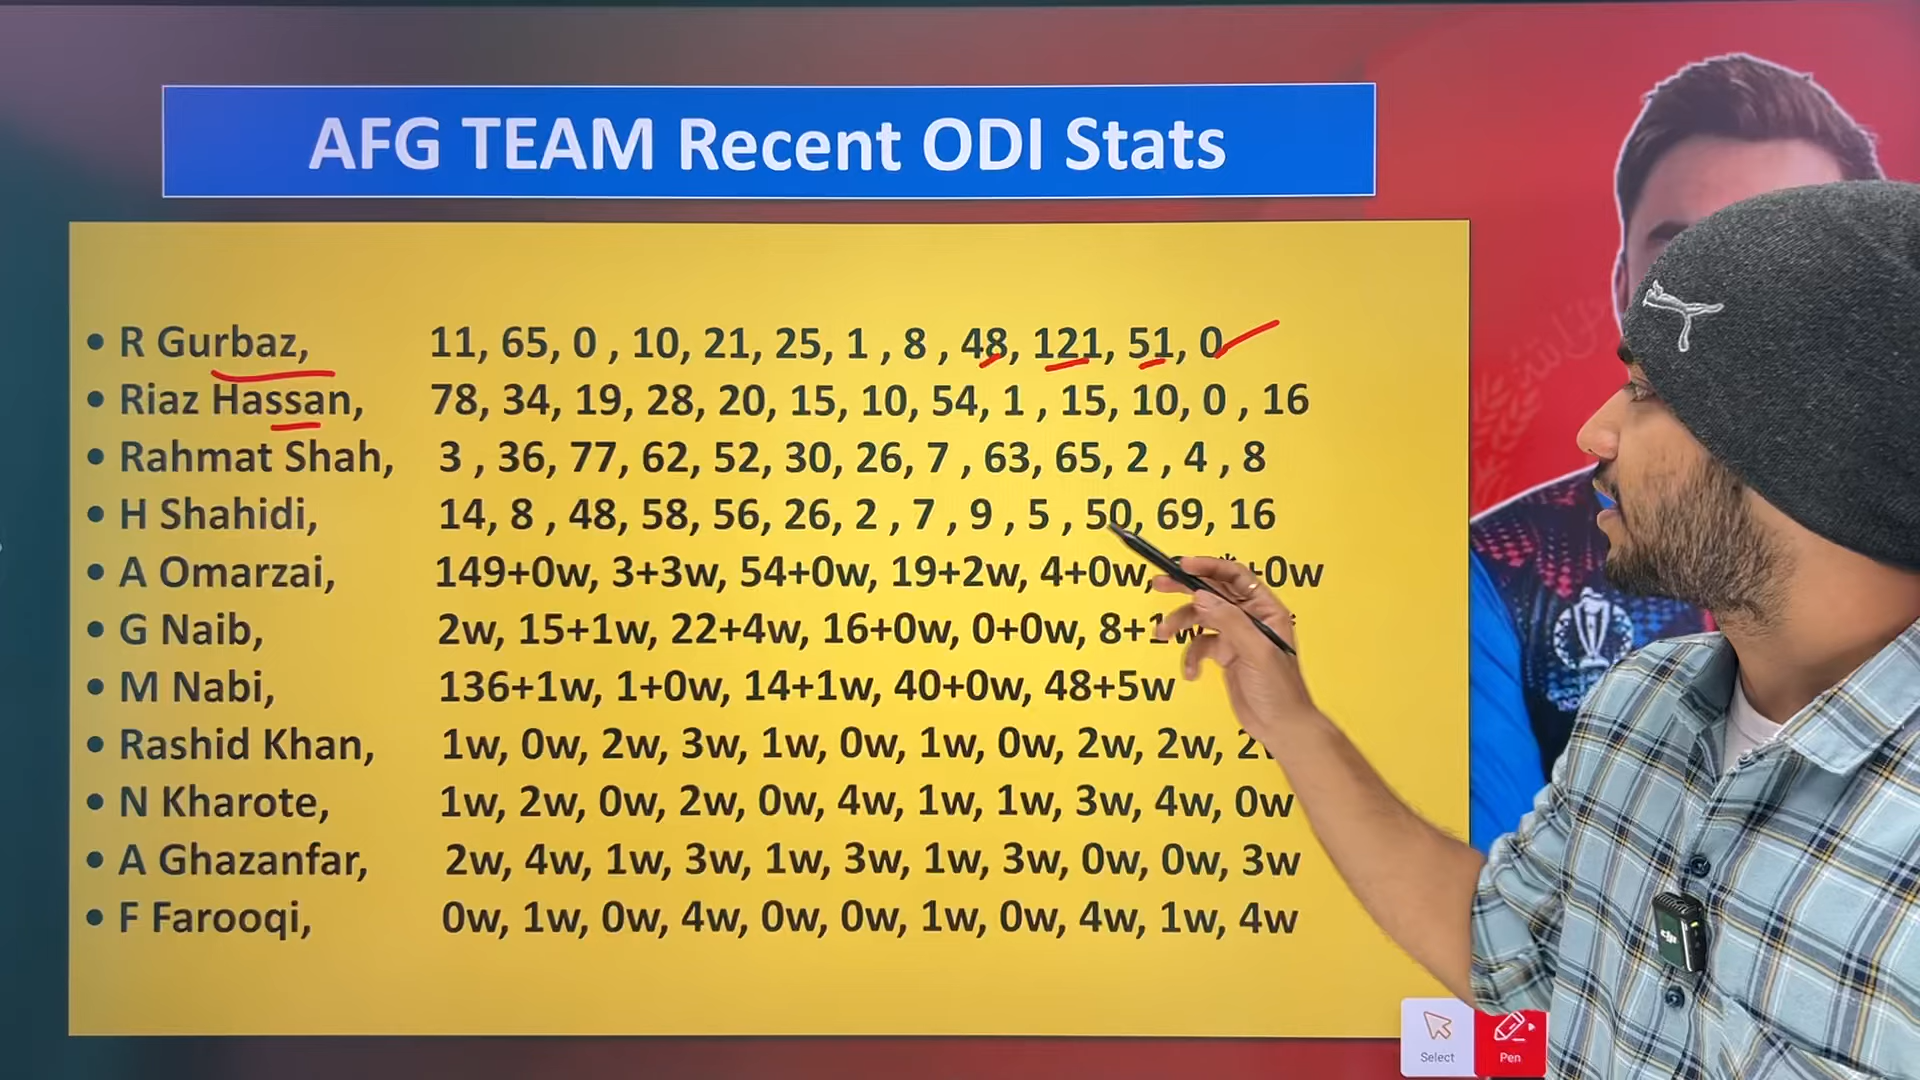 AFG TEAM Recent ODI Stats
• R Gurbaz, 11, 65, 0 , 10, 21, 25, 1 , 8 , 48, 121, 51, 0
• Riaz Hassan, 78, 34, 19, 28, 20, 15, 10, 54, 1 , 15, 10, 0 , 16
• Rahmat Shah, 3 , 36, 77, 62, 52, 30, 26, 7 , 63, 65, 2 , 4 , 8
• H Shahidi, 14, 8 , 48, 58, 56, 26, 2 , 7 , 9 , 5 , 50, 69, 16
• A Omarzai, 149+0w, 3+3w, 54+0w, 19+2w, 4+0w, +0w
• G Naib, 2w, 15+1w, 22+4w, 16+0w, 0+0w, 8+1w
• M Nabi, 136+1w, 1+0w, 14+1w, 40+0w, 48+5w
• Rashid Khan, 1w, 0w, 2w, 3w, 1w, 0w, 1w, 0w, 2w, 2w,
• N Kharote, 1w, 2w, 0w, 2w, 0w, 4w, 1w, 1w, 3w, 4w, 0w
• A Ghazanfar, 2w, 4w, 1w, 3w, 1w, 3w, 1w, 3w, 0w, 0w, 3w
• F Farooqi, 0w, 1w, 0w, 4w, 0w, 0w, 1w, 0w, 4w, 1w, 4w
dji
Select
Pen